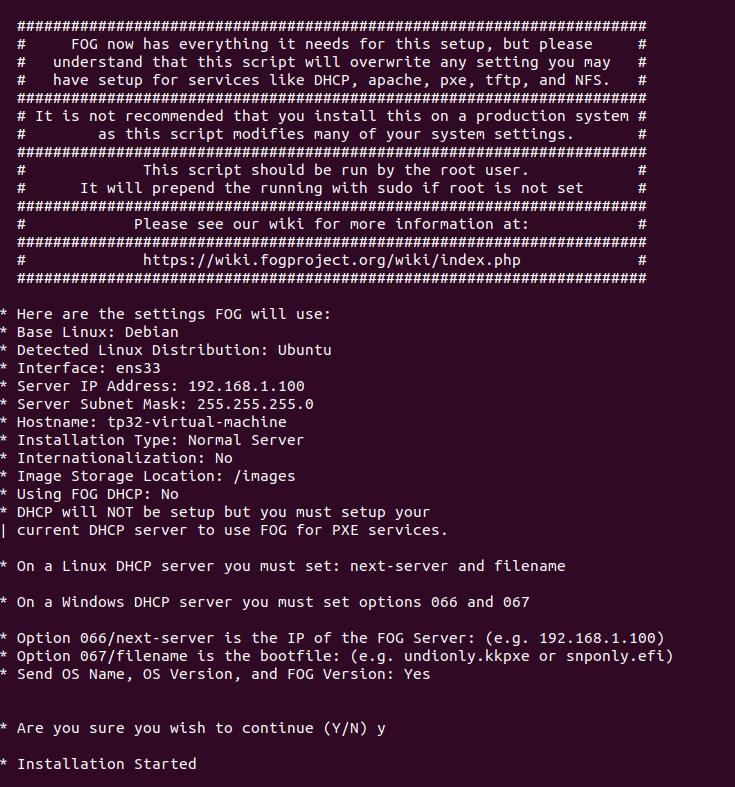 ######################################################################
#     FOG now has everything it needs for this setup, but please     #
#   understand that this script will overwrite any setting you may   #
#   have setup for services like DHCP, apache, pxe, tftp, and NFS.   #
######################################################################
# It is not recommended that you install this on a production system #
#        as this script modifies many of your system settings.       #
######################################################################
#             This script should be run by the root user.            #
#      It will prepend the running with sudo if root is not set      #
######################################################################
#            Please see our wiki for more information at:            #
######################################################################
#             https://wiki.fogproject.org/wiki/index.php             #
######################################################################
* Here are the settings FOG will use:
* Base Linux: Debian
* Detected Linux Distribution: Ubuntu
* Interface: ens33
* Server IP Address: 192.168.1.100
* Server Subnet Mask: 255.255.255.0
* Hostname: tp32-virtual-machine
* Installation Type: Normal Server
* Internationalization: No
* Image Storage Location: /images
* Using FOG DHCP: No
* DHCP will NOT be setup but you must setup your
| current DHCP server to use FOG for PXE services.
* On a Linux DHCP server you must set: next-server and filename
* On a Windows DHCP server you must set options 066 and 067
* Option 066/next-server is the IP of the FOG Server: (e.g. 192.168.1.100)
* Option 067/filename is the bootfile: (e.g. undionly.kkpxe or snponly.efi)
* Send OS Name, OS Version, and FOG Version: Yes
* Are you sure you wish to continue (Y/N) y
* Installation Started